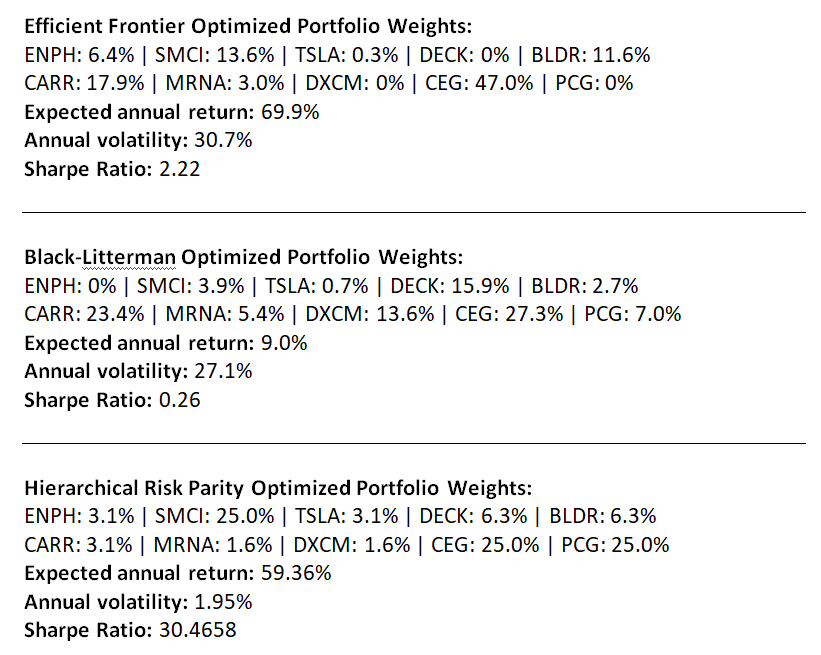 Efficient Frontier Optimized Portfolio Weights:
ENPH: 6.4% | SMCI: 13.6% | TSLA: 0.3% | DECK: 0% | BLDR: 11.6%
CARR: 17.9% | MRNA: 3.0% | DXCM: 0% | CEG: 47.0% | PCG: 0%
Expected annual return: 69.9%
Annual volatility: 30.7%
Sharpe Ratio: 2.22
Black-Litterman Optimized Portfolio Weights:
ENPH: 0% | SMCI: 3.9% | TSLA: 0.7% | DECK: 15.9% | BLDR: 2.7%
CARR: 23.4% | MRNA: 5.4% | DXCM: 13.6% | CEG: 27.3% | PCG: 7.0%
Expected annual return: 9.0%
Annual volatility: 27.1%
Sharpe Ratio: 0.26
Hierarchical Risk Parity Optimized Portfolio Weights:
ENPH: 3.1% | SMCI: 25.0% | TSLA: 3.1% | DECK: 6.3% | BLDR: 6.3%
CARR: 3.1% | MRNA: 1.6% | DXCM: 1.6% | CEG: 25.0% | PCG: 25.0%
Expected annual return: 59.36%
Annual volatility: 1.95%
Sharpe Ratio: 30.4658